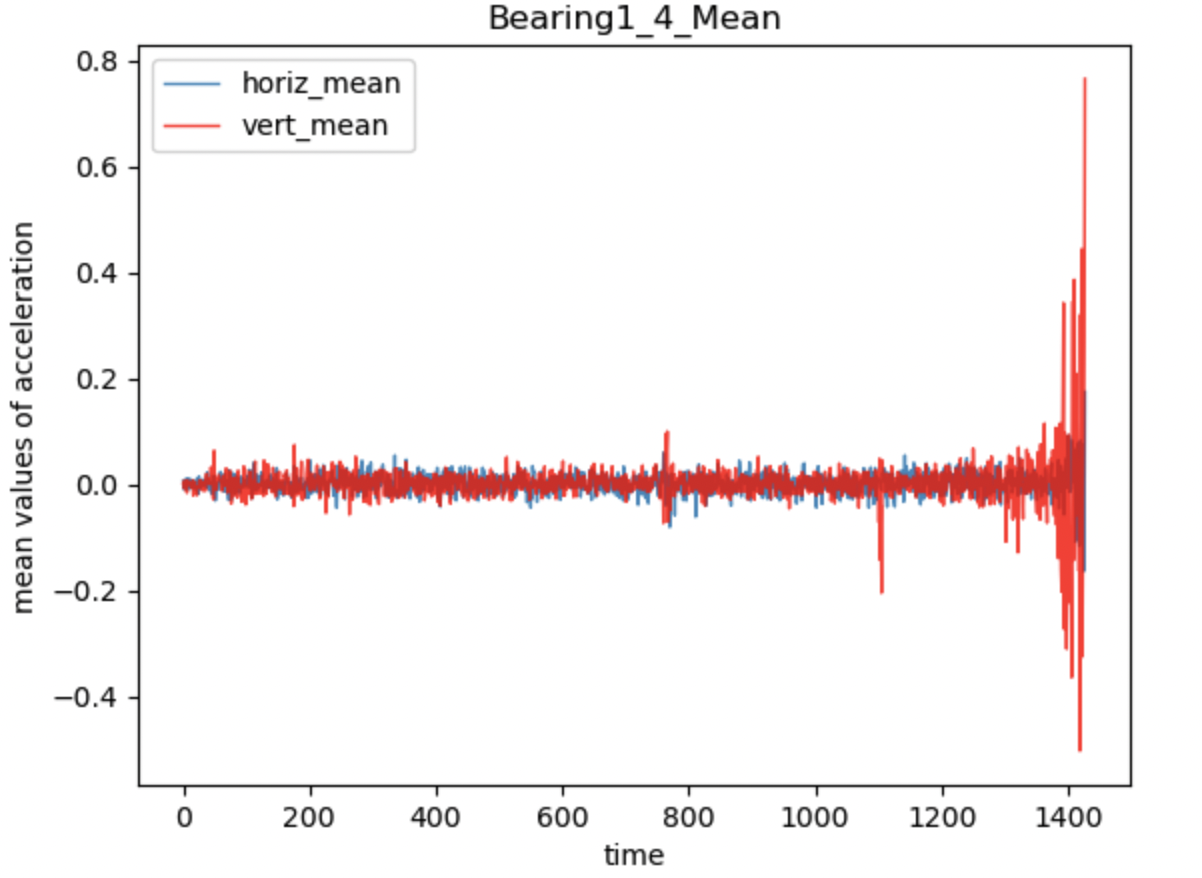 Bearing1_4_Mean
horiz_mean
vert_mean
mean values of acceleration
0.8
0.6
0.4
0.2
0.0
−0.2
−0.4
0 200 400 600 800 1000 1200 1400
time